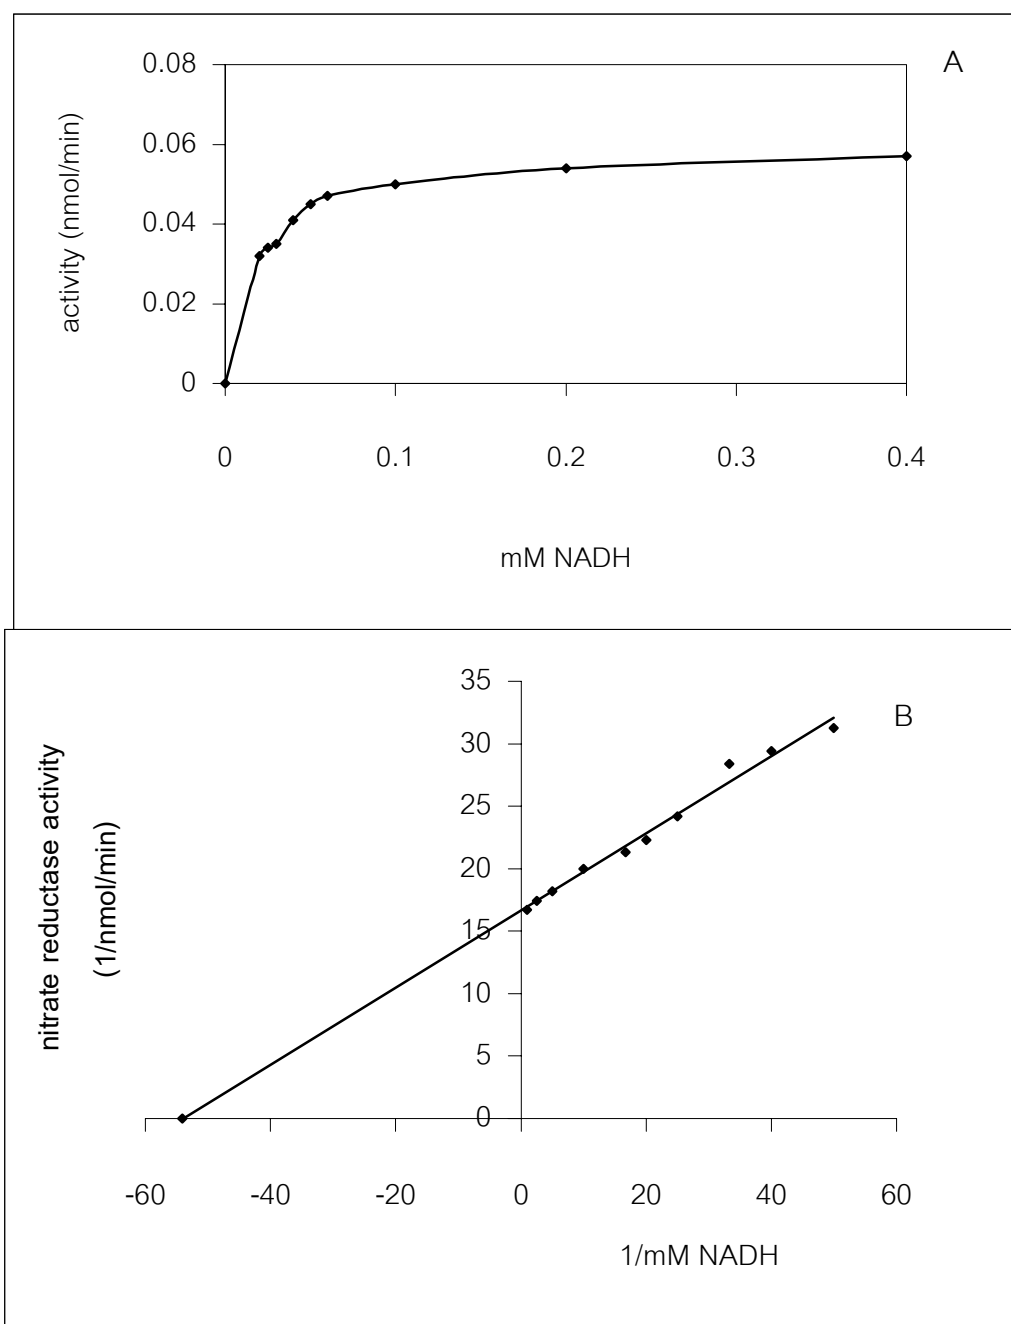 A
0.08
0.06
0.04
0.02
0
activity (nmol/min)
0 0.1 0.2 0.3 0.4
mM NADH
B
35
30
25
20
15
10
5
0
nitrate reductase activity
(1/nmol/min)
-60 -40 -20 0 20 40 60
1/mM NADH